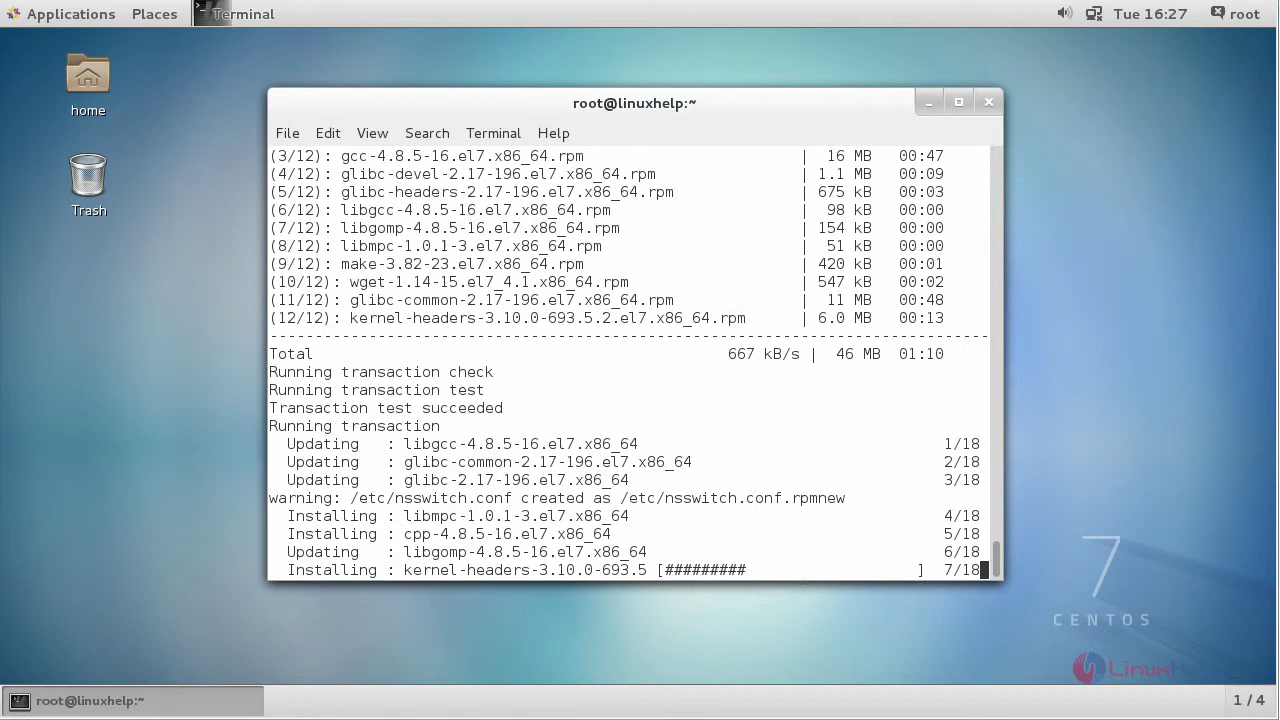 Applications Places Terminal Tue 16:27 root
home
Trash
root@linuxhelp:~
File Edit View Search Terminal Help
(3/12): gcc-4.8.5-16.el7.x86_64.rpm | 16 MB 00:47
(4/12): glibc-devel-2.17-196.el7.x86_64.rpm | 1.1 MB 00:09
(5/12): glibc-headers-2.17-196.el7.x86_64.rpm | 675 kB 00:03
(6/12): libgcc-4.8.5-16.el7.x86_64.rpm | 98 kB 00:00
(7/12): libgomp-4.8.5-16.el7.x86_64.rpm | 154 kB 00:00
(8/12): libmpc-1.0.1-3.el7.x86_64.rpm | 51 kB 00:00
(9/12): make-3.82-23.el7.x86_64.rpm | 420 kB 00:01
(10/12): wget-1.14-15.el7_4.1.x86_64.rpm | 547 kB 00:02
(11/12): glibc-common-2.17-196.el7.x86_64.rpm | 11 MB 00:48
(12/12): kernel-headers-3.10.0-693.5.2.el7.x86_64.rpm | 6.0 MB 00:13
--------------------------------------------------------------------------------
Total 667 kB/s | 46 MB 01:10
Running transaction check
Running transaction test
Transaction test succeeded
Running transaction
Updating : libgcc-4.8.5-16.el7.x86_64 1/18
Updating : glibc-common-2.17-196.el7.x86_64 2/18
Updating : glibc-2.17-196.el7.x86_64 3/18
warning: /etc/nsswitch.conf created as /etc/nsswitch.conf.rpmnew
Installing : libmpc-1.0.1-3.el7.x86_64 4/18
Installing : cpp-4.8.5-16.el7.x86_64 5/18
Updating : libgomp-4.8.5-16.el7.x86_64 6/18
Installing : kernel-headers-3.10.0-693.5 [######### ] 7/18
7
CENTOS
root@linuxhelp:~
1 / 4